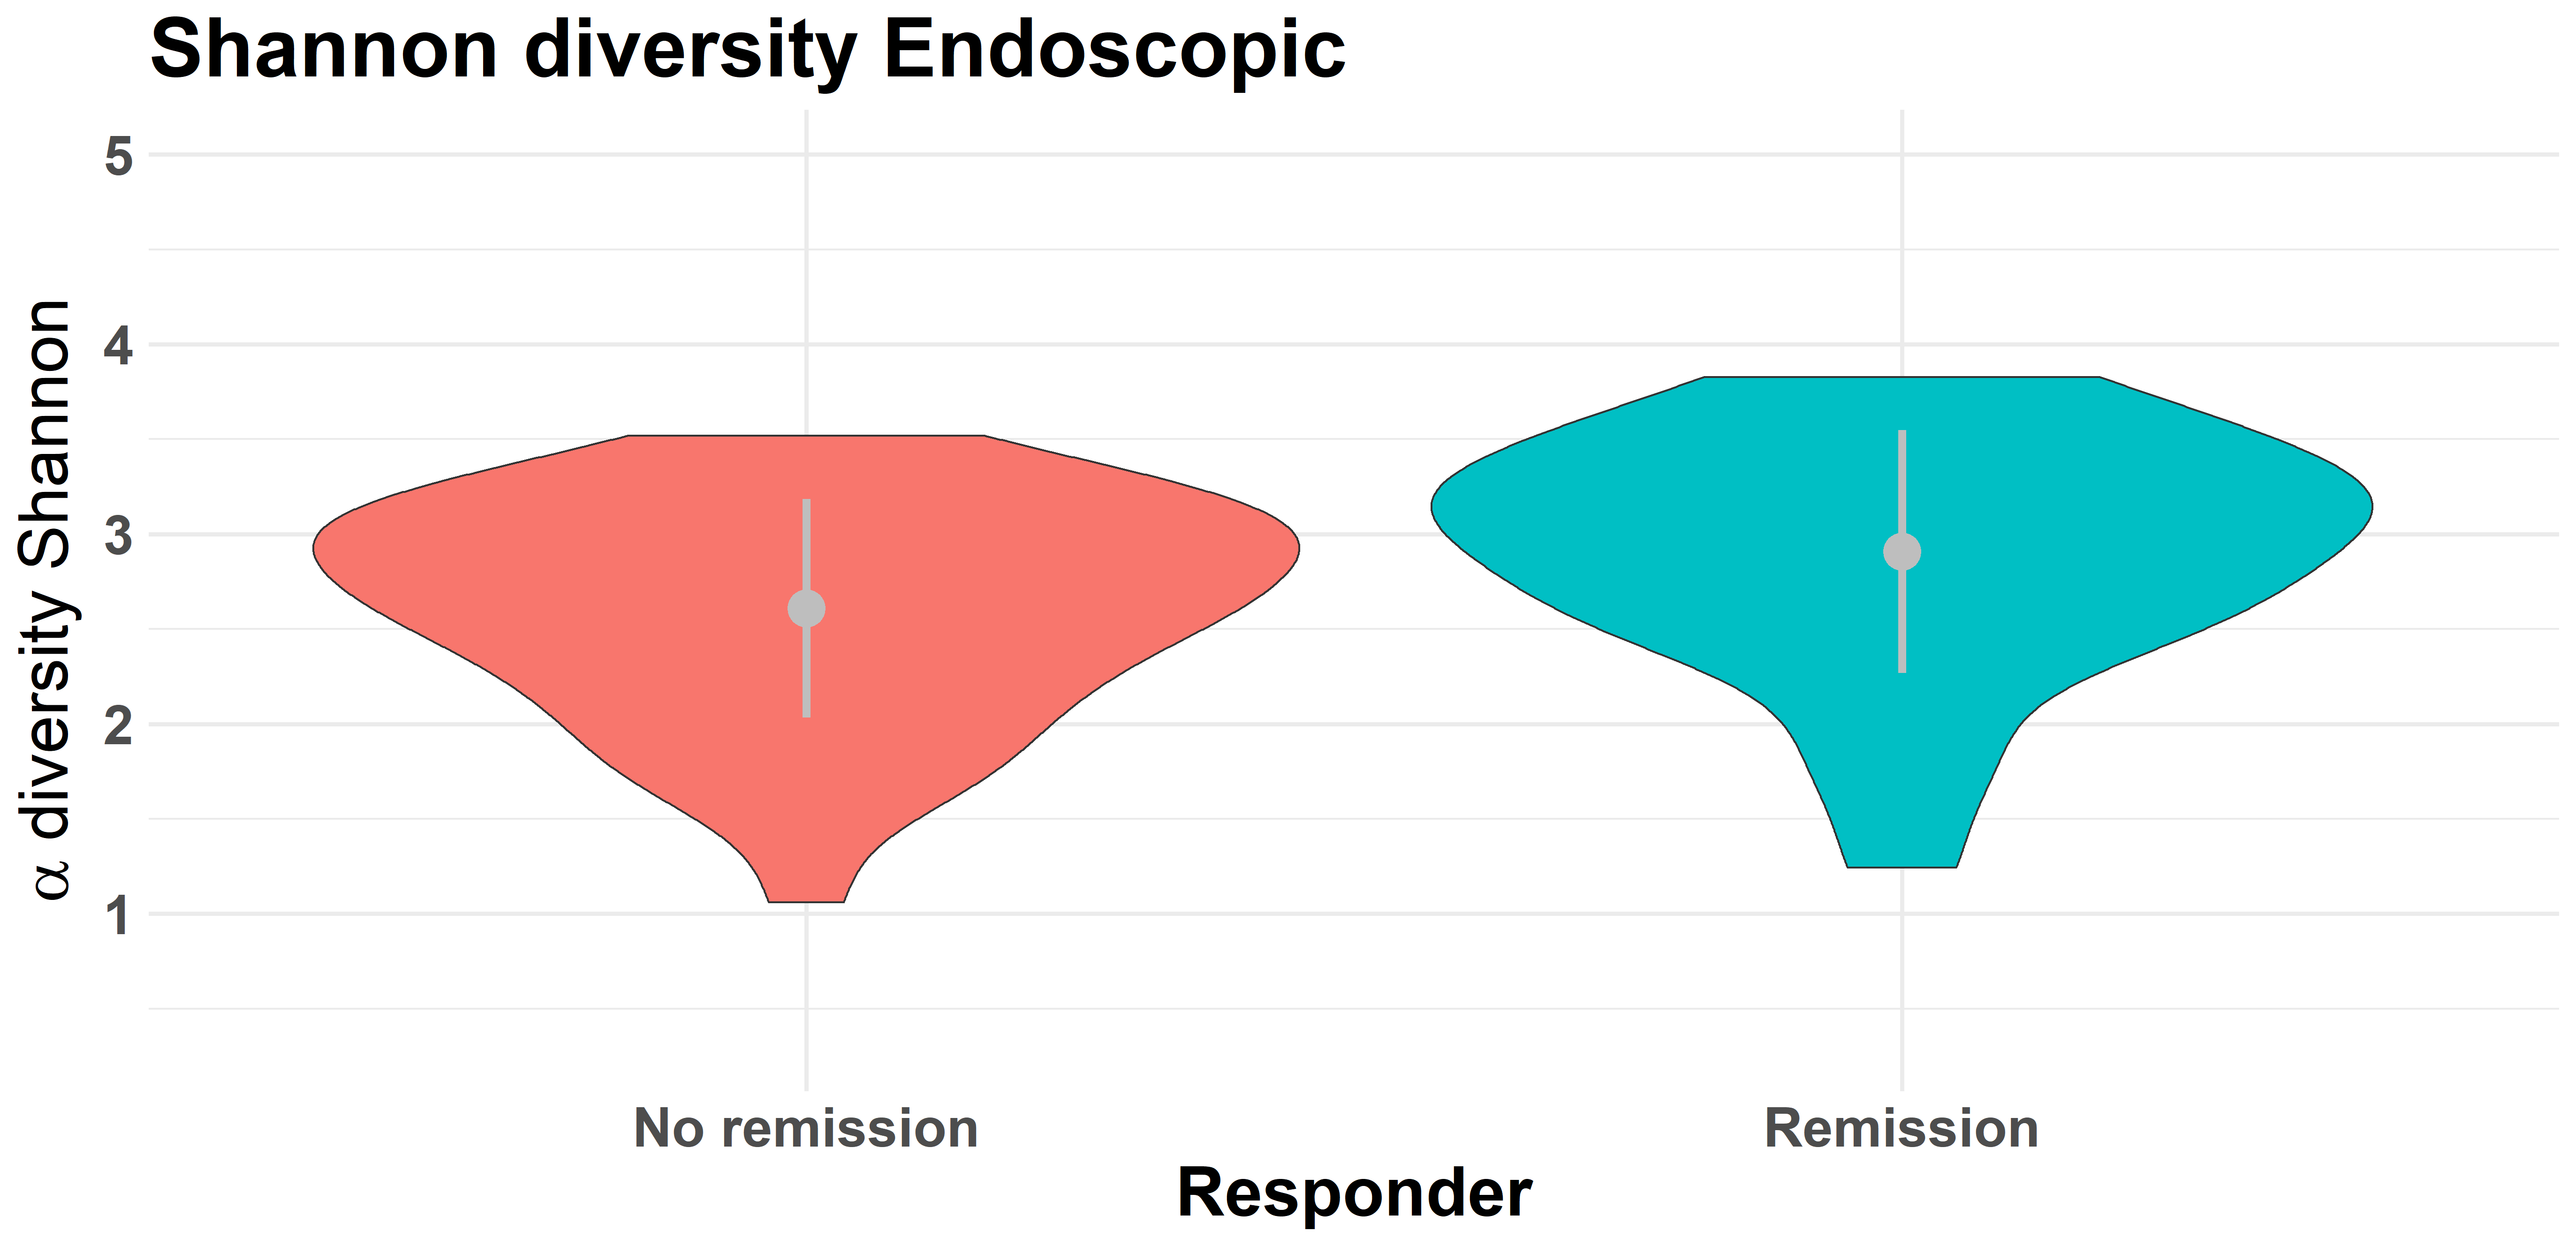 Shannon diversity Endoscopic
α diversity Shannon
5
4
3
2
1
No remission
Remission
Responder